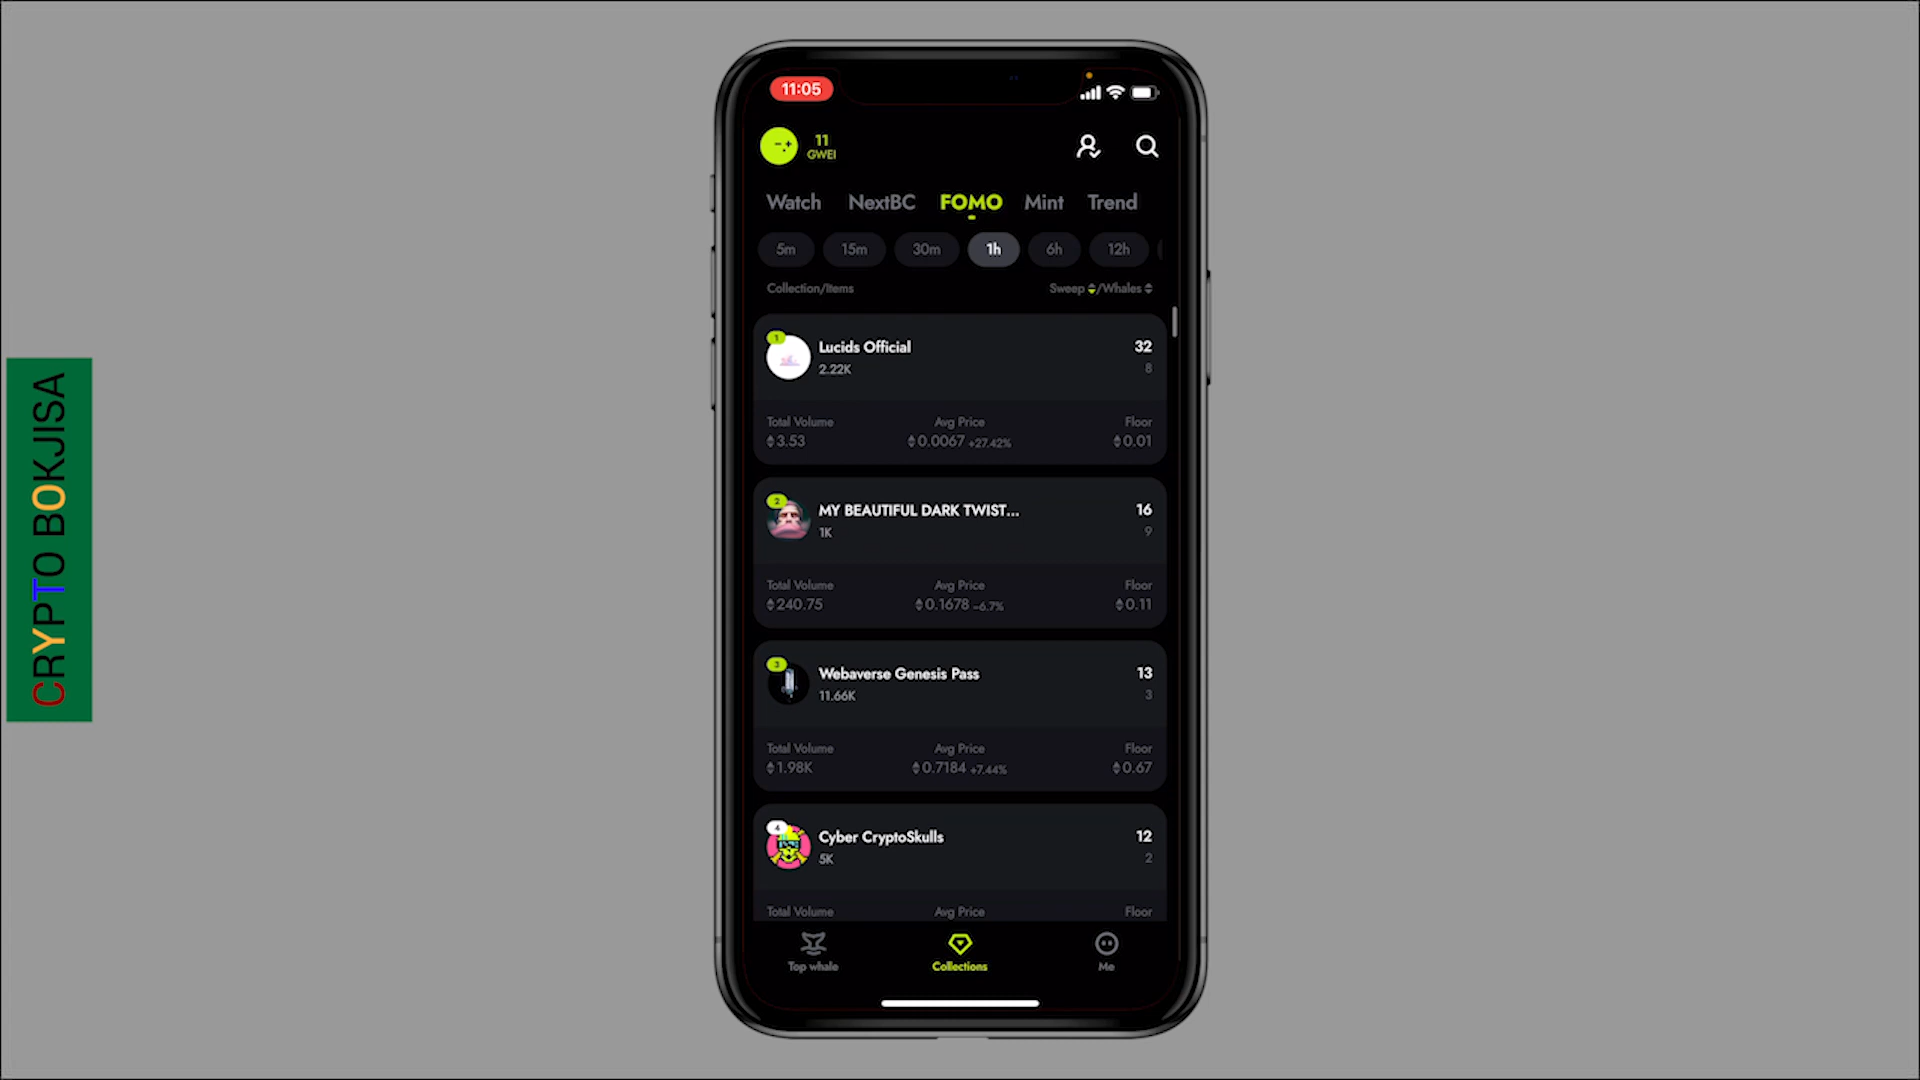 11:05
11
GWEI
Watch NextBC FOMO Mint Trend
5m 15m 30m 1h 6h 12h
Collection/Items Sweep /Whales
1
Lucids Official 32
2.22K 8
Total Volume Avg Price Floor
3.53 0.0067 +27.42% 0.01
2
MY BEAUTIFUL DARK TWIST... 16
1K 9
Total Volume Avg Price Floor
240.75 0.1678 -6.7% 0.11
3
Webaverse Genesis Pass 13
11.66K 3
Total Volume Avg Price Floor
1.98K 0.7184 +7.44% 0.67
4
Cyber CryptoSkulls 12
5K 2
Total Volume Avg Price Floor
Top whale Collections Me
CRYPTO BOKJISA